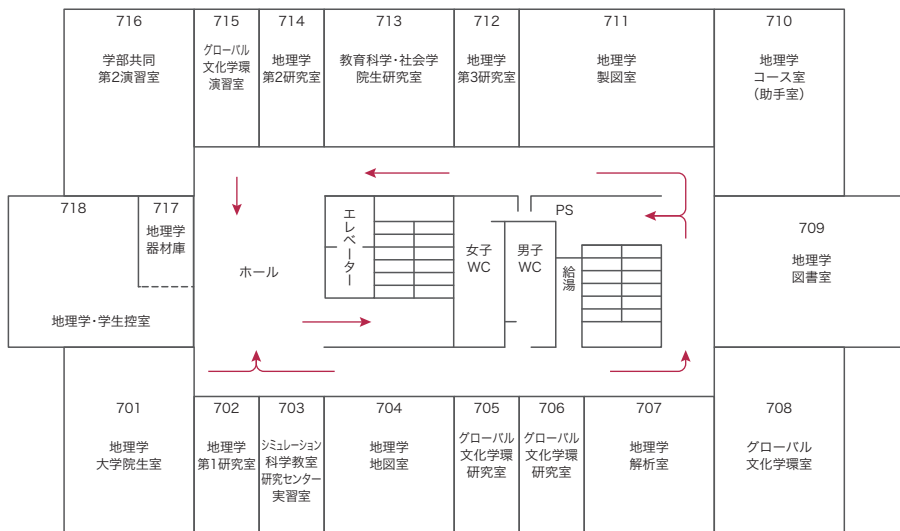 716
学部共同
第2演習室
715
グローバル
文化学環
演習室
714
地理学
第2研究室
713
教育科学・社会学
院生研究室
712
地理学
第3研究室
711
地理学
製図室
710
地理学
コース室
（助手室）
718
地理学・学生控室
717
地理学
器材庫
ホール
エレベーター
女子
WC
男子
WC
PS
給湯
709
地理学
図書室
701
地理学
大学院生室
702
地理学
第1研究室
703
シミュレーション
科学教室
研究センター
実習室
704
地理学
地図室
705
グローバル
文化学環
研究室
706
グローバル
文化学環
研究室
707
地理学
解析室
708
グローバル
文化学環室